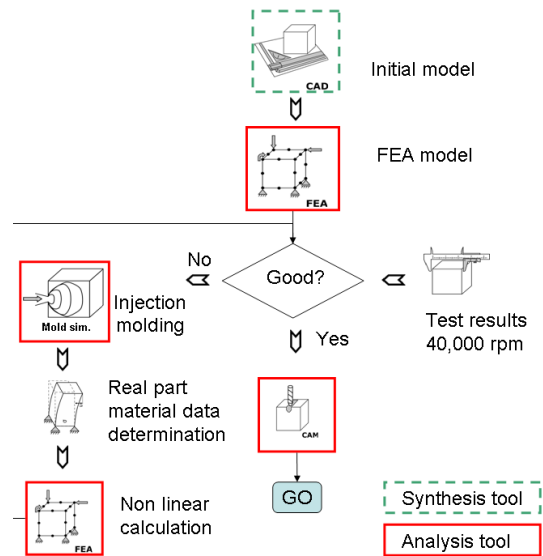 CAD
Initial model
FEA model
FEA
No
Good?
Mold sim.
Injection
molding
Yes
Test results
40,000 rpm
Real part
material data
determination
CAM
FEA
Non linear
calculation
GO
Synthesis tool
Analysis tool